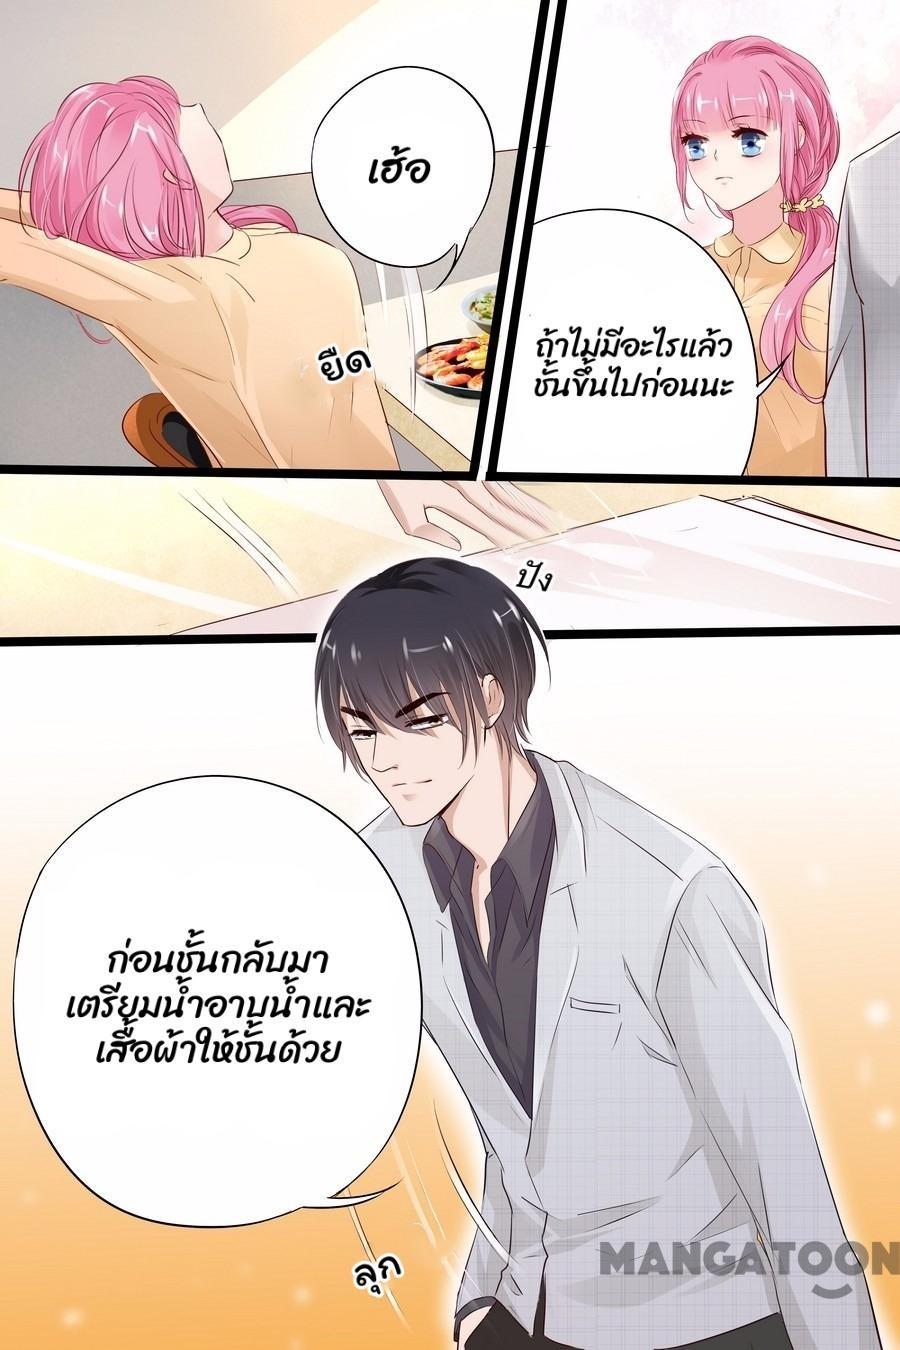 เฮ้อ
ยืด
ถ้าไม่มีอะไรแล้ว
ชั้นขึ้นไปก่อนนะ
ปัง
ก่อนชั้นกลับมา
เตรียมน้ำอาบน้ำและ
เสื้อผ้าให้ชั้นด้วย
ลุก
MANGATOON